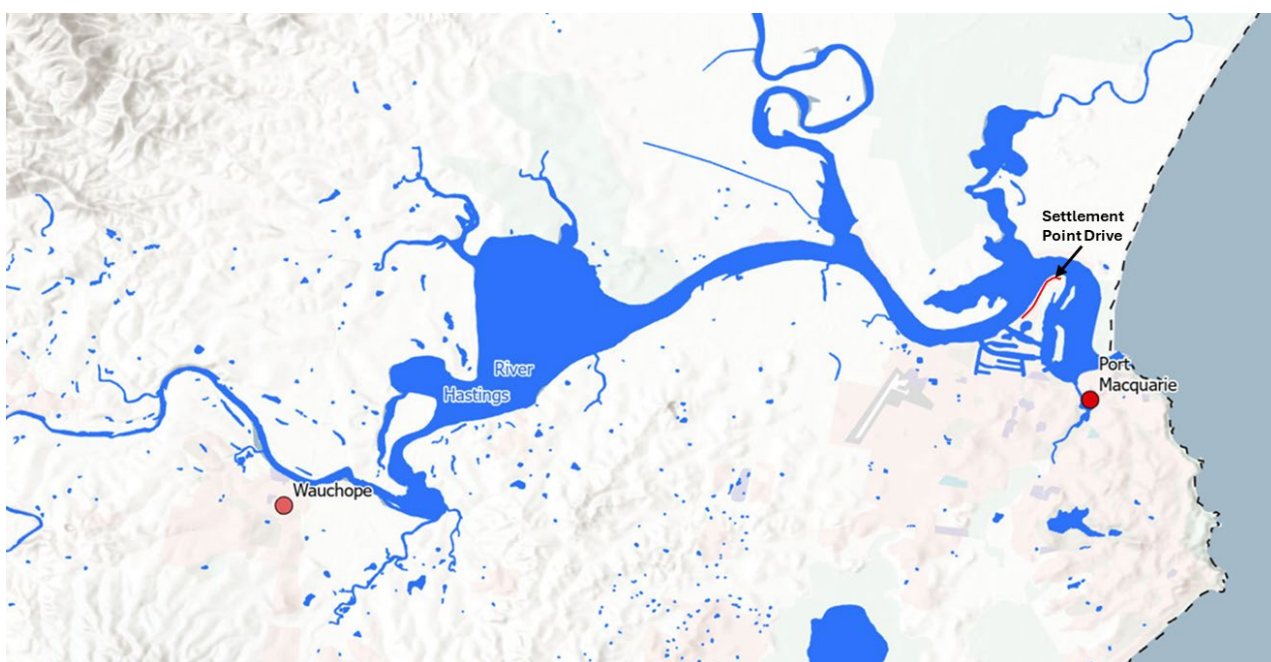 Settlement
Point Drive
River
Hastings
Port
Macquarie
Wauchope